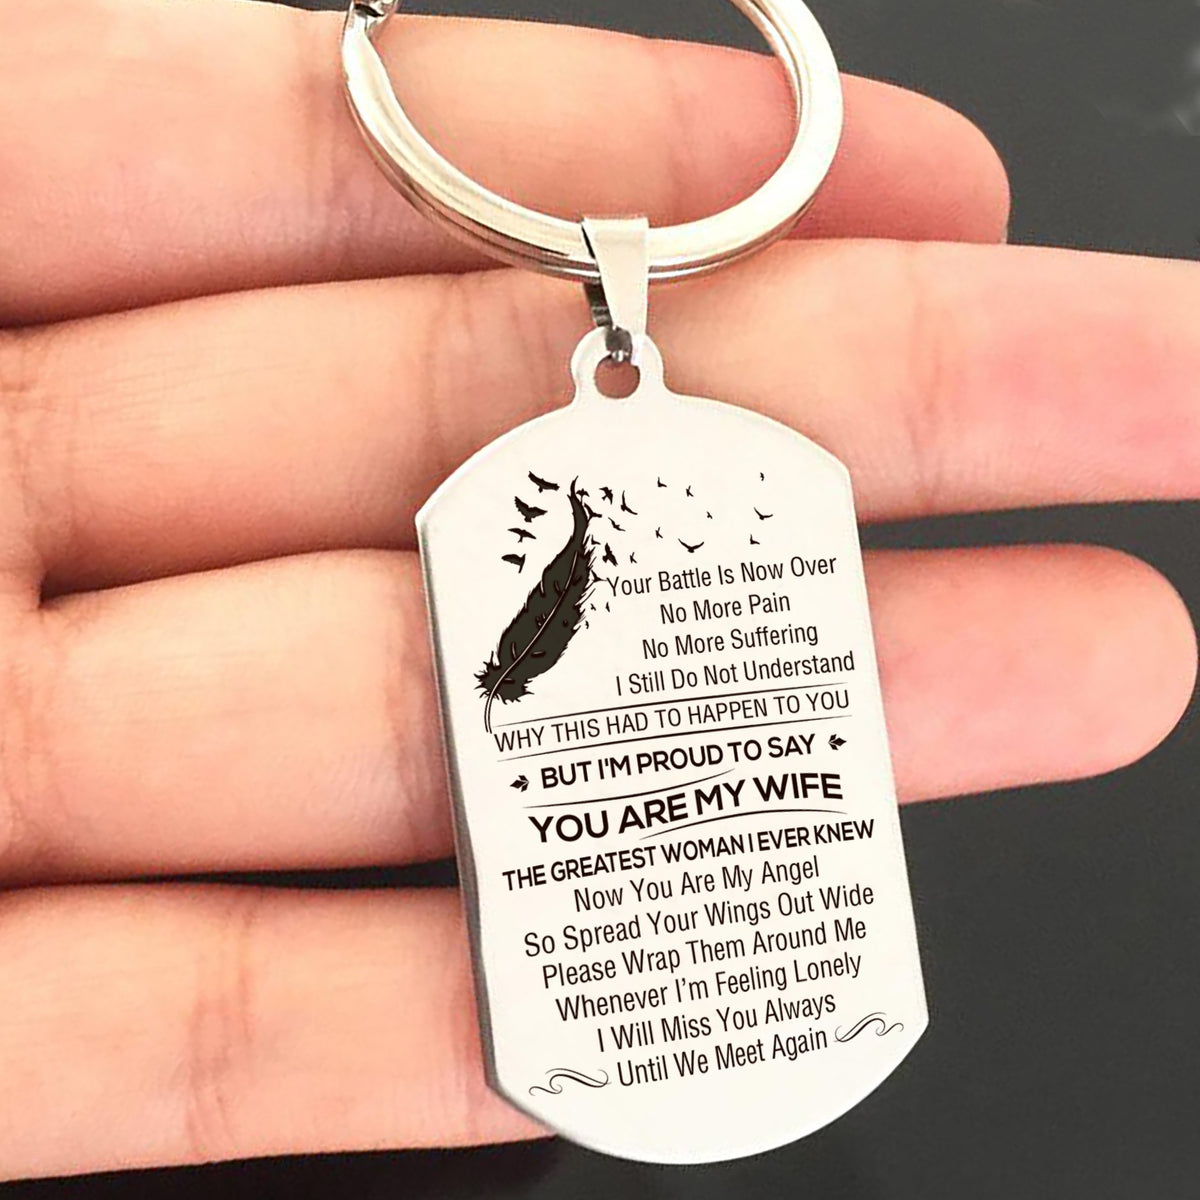 Your Battle Is Now Over
No More Pain
No More Suffering
I Still Do Not Understand
WHY THIS HAD TO HAPPEN TO YOU
BUT I'M PROUD TO SAY
YOU ARE MY WIFE
THE GREATEST WOMAN I EVER KNEW
Now You Are My Angel
So Spread Your Wings Out Wide
Please Wrap Them Around Me
Whenever I'm Feeling Lonely
I Will Miss You Always
Until We Meet Again